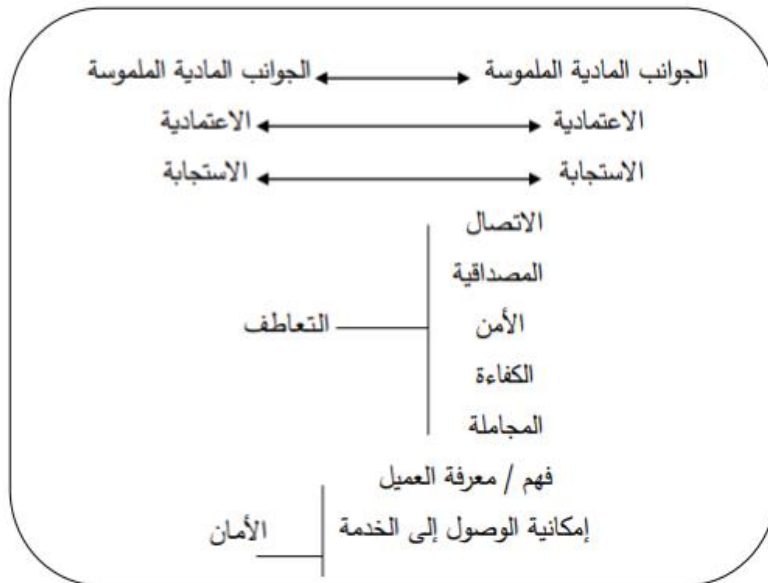 الجوانب المادية الملموسة الجوانب المادية الملموسة
الاعتمادية الاعتمادية
الاستجابة الاستجابة
الاتصال
المصداقية
الأمن التعاطف
الكفاءة
المجاملة
فهم / معرفة العميل
إمكانية الوصول إلى الخدمة الأمان